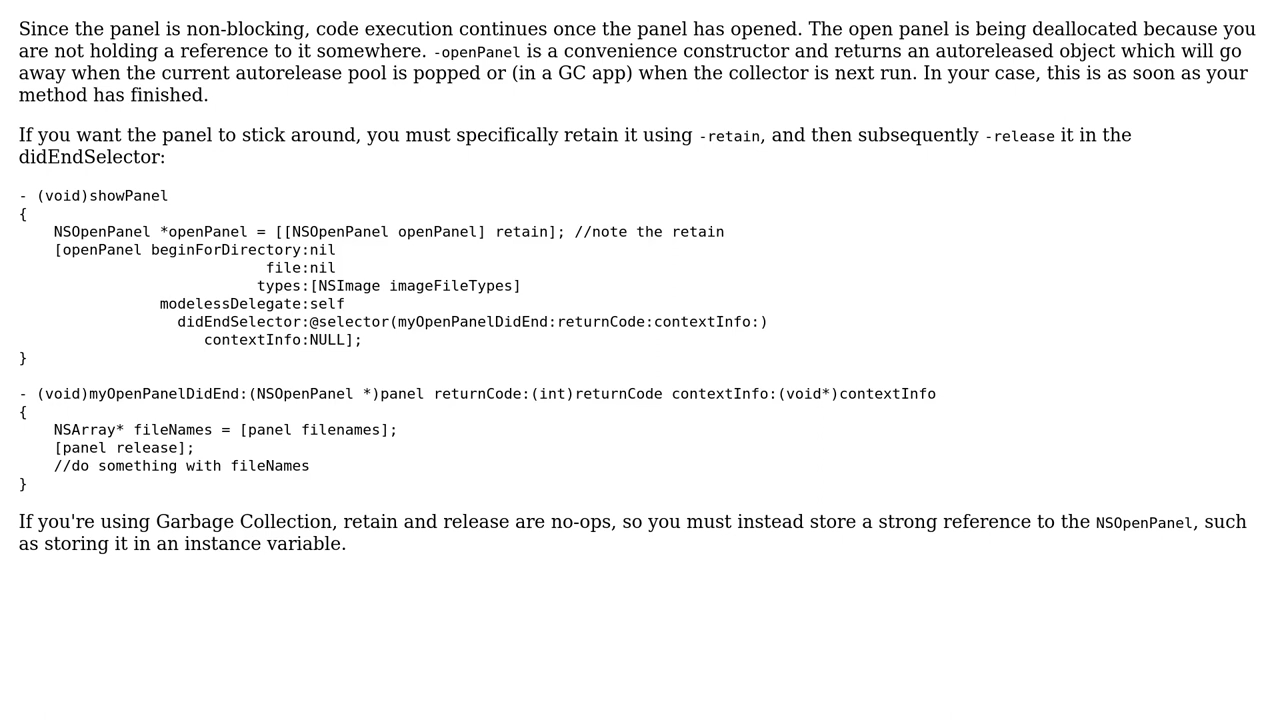 Since the panel is non-blocking, code execution continues once the panel has opened. The open panel is being deallocated because you
are not holding a reference to it somewhere. -openPanel is a convenience constructor and returns an autoreleased object which will go
away when the current autorelease pool is popped or (in a GC app) when the collector is next run. In your case, this is as soon as your
method has finished.
If you want the panel to stick around, you must specifically retain it using -retain, and then subsequently -release it in the
didEndSelector:
- (void)showPanel
{
    NSOpenPanel *openPanel = [[NSOpenPanel openPanel] retain]; //note the retain
    [openPanel beginForDirectory:nil
                            file:nil
                           types:[NSImage imageFileTypes]
                modelessDelegate:self
                  didEndSelector:@selector(myOpenPanelDidEnd:returnCode:contextInfo:)
                     contextInfo:NULL];
}
- (void)myOpenPanelDidEnd:(NSOpenPanel *)panel returnCode:(int)returnCode contextInfo:(void*)contextInfo
{
    NSArray* fileNames = [panel filenames];
    [panel release];
    //do something with fileNames
}
If you're using Garbage Collection, retain and release are no-ops, so you must instead store a strong reference to the NSOpenPanel, such
as storing it in an instance variable.